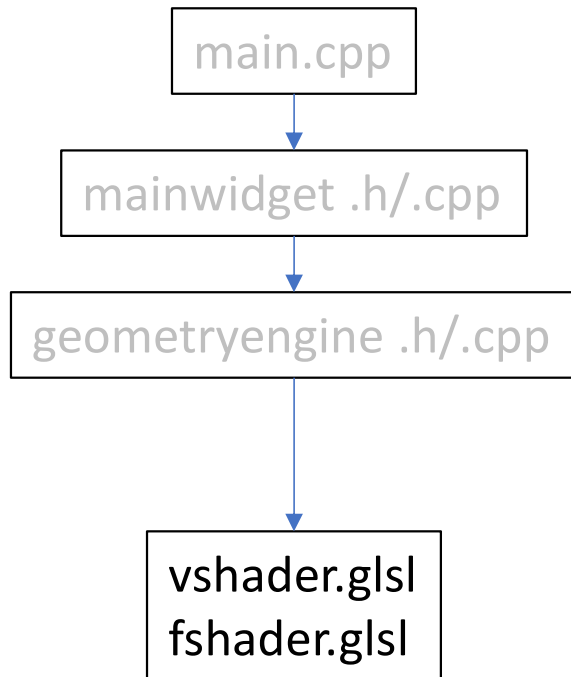 main.cpp
mainwidget .h/.cpp
geometryengine .h/.cpp
vshader.glsl
fshader.glsl